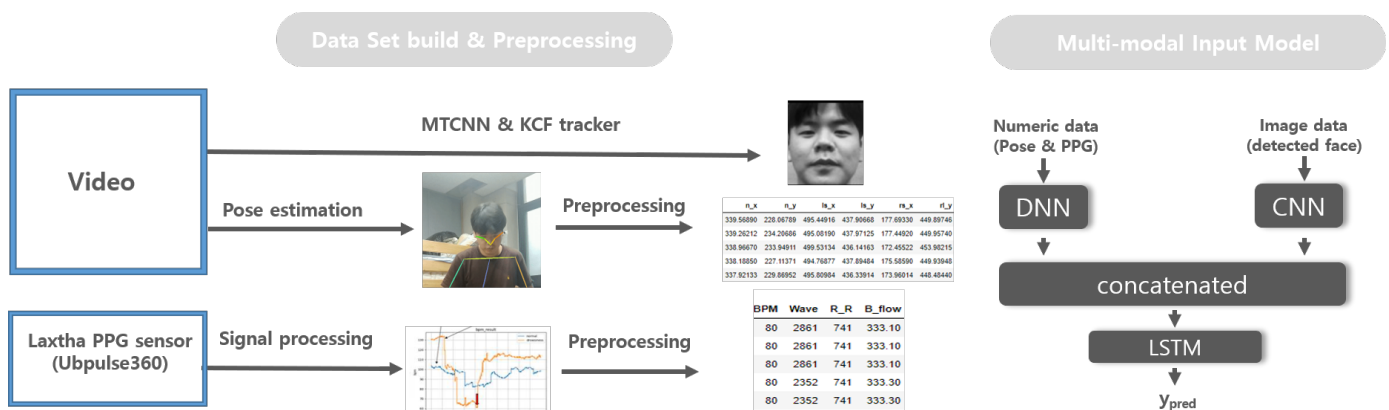 Data Set build & Preprocessing
Multi-modal Input Model
Video
MTCNN & KCF tracker
Pose estimation
Preprocessing
n_x n_y ls_x ls_y rs_x rl_y
339.56890 228.06789 495.44916 437.90668 177.69330 449.89746
339.26212 234.20686 495.08190 437.97125 177.44920 449.95740
338.96670 233.94911 499.53134 436.14163 172.45522 453.98215
338.18850 227.11371 494.76877 437.89484 175.58590 449.93948
337.92133 229.86952 495.80984 436.33914 173.96014 448.48440
Laxtha PPG sensor
(Ubpulse360)
Signal processing
bpm_result
Preprocessing
BPM Wave R_R B_flow
80 2861 741 333.10
80 2861 741 333.10
80 2861 741 333.10
80 2352 741 333.30
80 2352 741 333.30
Numeric data
(Pose & PPG)
Image data
(detected face)
DNN
CNN
concatenated
LSTM
ypred